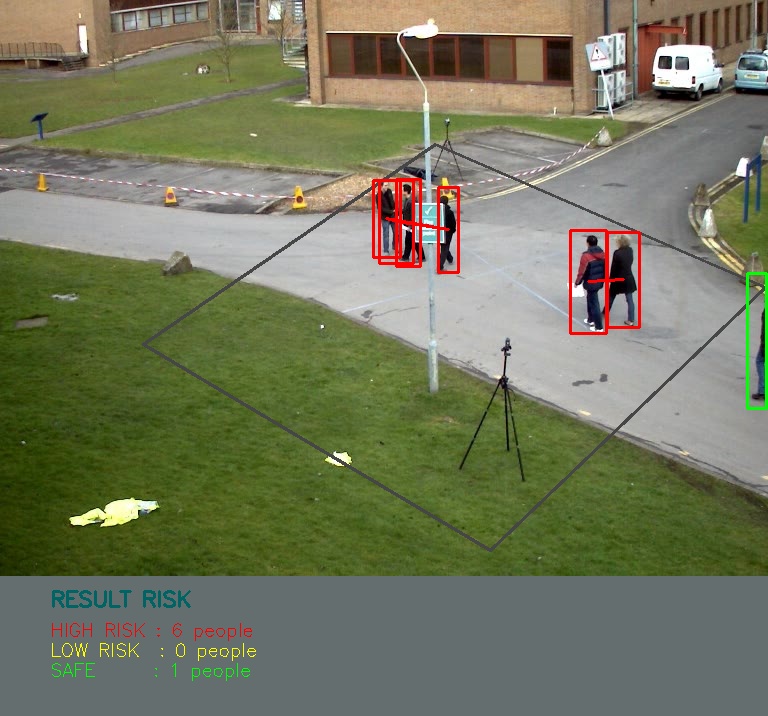 RESULT RISK
HIGH RISK : 6 people
LOW RISK : 0 people
SAFE : 1 people